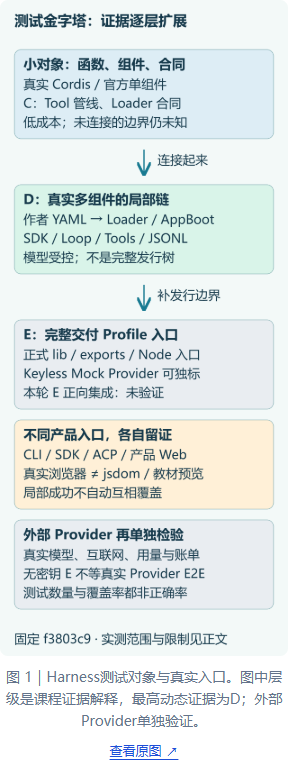 测试金字塔：证据逐层扩展
小对象：函数、组件、合同
真实 Cordis / 官方单组件
C：Tool 管线、Loader 合同
低成本；未连接的边界仍未知
连接起来
D：真实多组件的局部链
作者 YAML → Loader / AppBoot
SDK / Loop / Tools / JSONL
模型受控；不是完整发行树
补发行边界
E：完整交付 Profile 入口
正式 lib / exports / Node 入口
Keyless Mock Provider 可独标
本轮 E 正向集成：未验证
不同产品入口，各自留证
CLI / SDK / ACP / 产品 Web
真实浏览器 ≠ jsdom / 教材预览
局部成功不自动互相覆盖
外部 Provider 再单独检验
真实模型、互联网、用量与账单
无密钥 E 不等真实 Provider E2E
测试数量与覆盖率都非正确率
固定 f3803c9 · 实测范围与限制见正文
图 1｜Harness测试对象与真实入口。图中层
级是课程证据解释，最高动态证据为D；外部
Provider单独验证。
查看原图 ↗